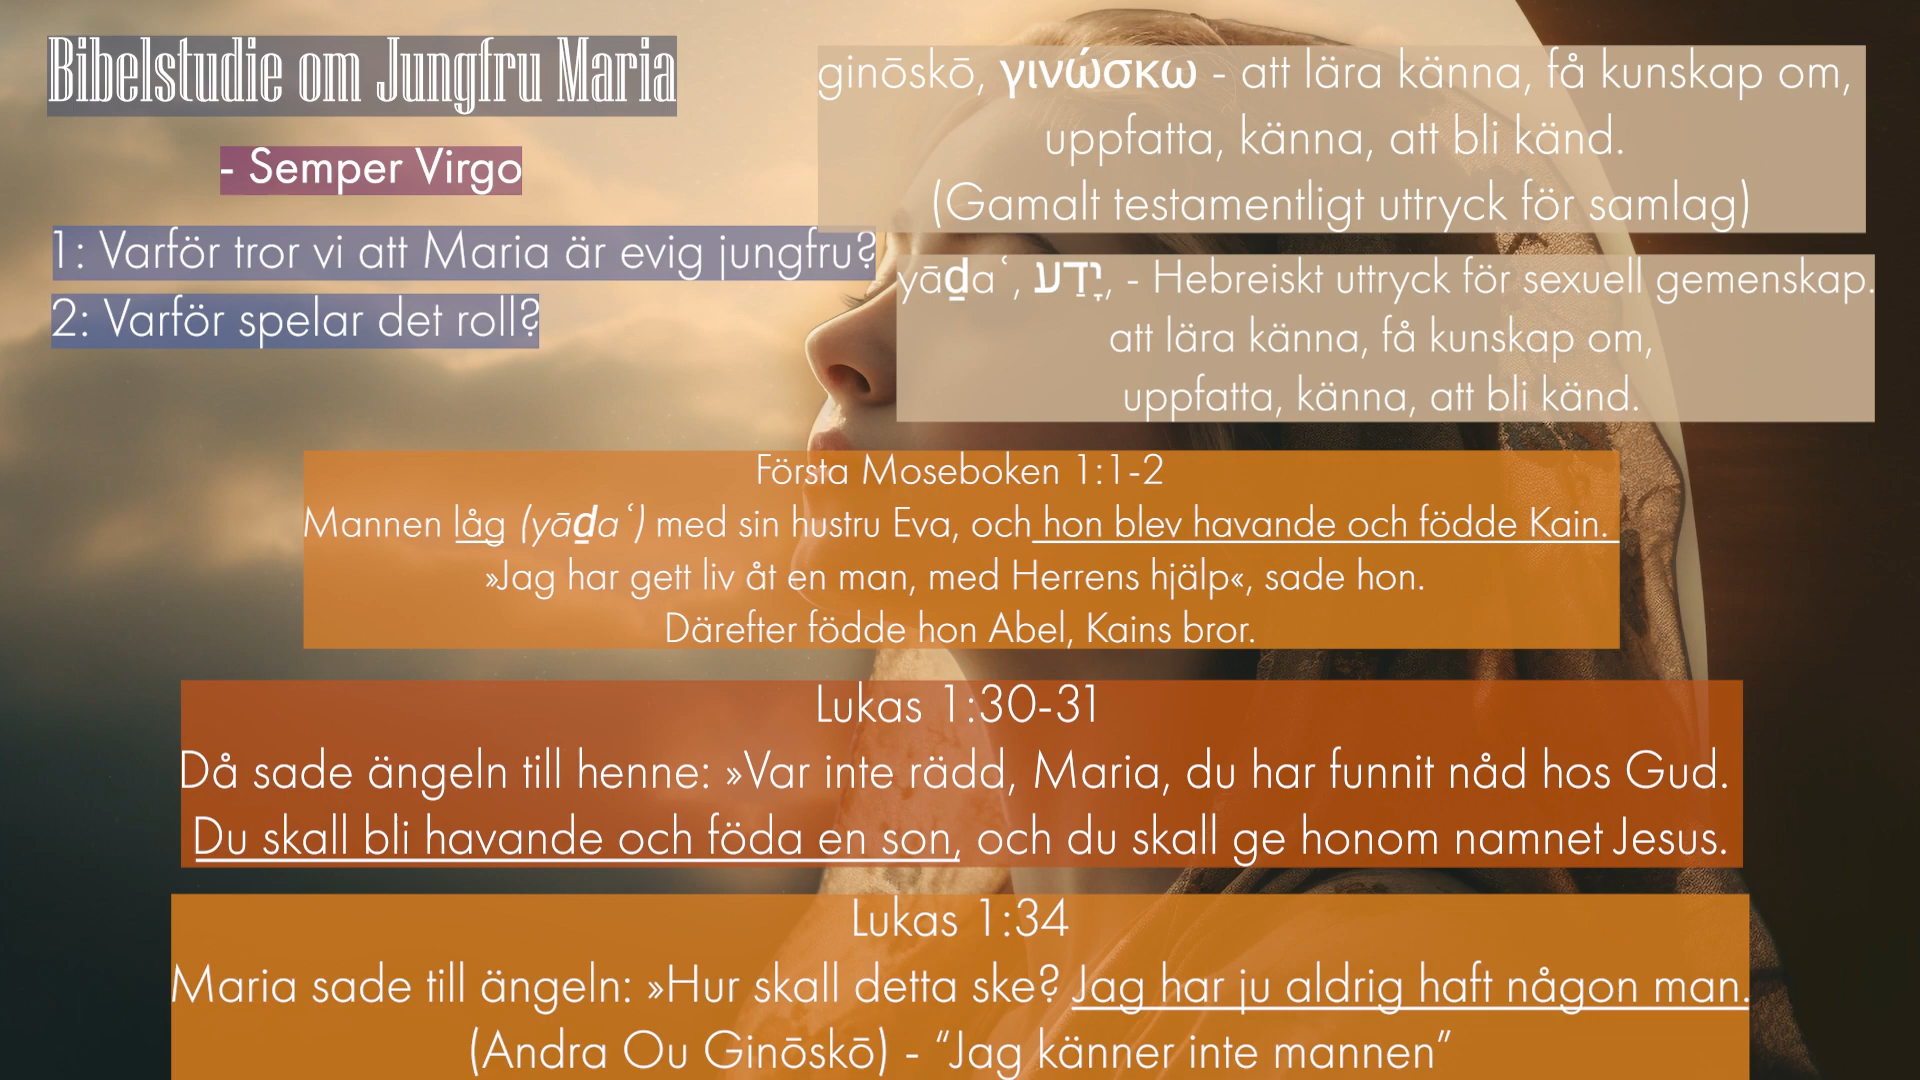 Bibelstudie om Jungfru Maria
- Semper Virgo
1: Varför tror vi att Maria är evig jungfru?
2: Varför spelar det roll?
ginōskō, γινώσκω - att lära känna, få kunskap om,
uppfatta, känna, att bli känd.
(Gamalt testamentligt uttryck för samlag)
yāḏaʿ, יָדַע, - Hebreiskt uttryck för sexuell gemenskap.
att lära känna, få kunskap om,
uppfatta, känna, att bli känd.
Första Moseboken 1:1-2
Mannen låg (yāḏaʿ) med sin hustru Eva, och hon blev havande och födde Kain.
»Jag har gett liv åt en man, med Herrens hjälp«, sade hon.
Därefter födde hon Abel, Kains bror.
Lukas 1:30-31
Då sade ängeln till henne: »Var inte rädd, Maria, du har funnit nåd hos Gud.
Du skall bli havande och föda en son, och du skall ge honom namnet Jesus.
Lukas 1:34
Maria sade till ängeln: »Hur skall detta ske? Jag har ju aldrig haft någon man.
(Andra Ou Ginōskō) - “Jag känner inte mannen”